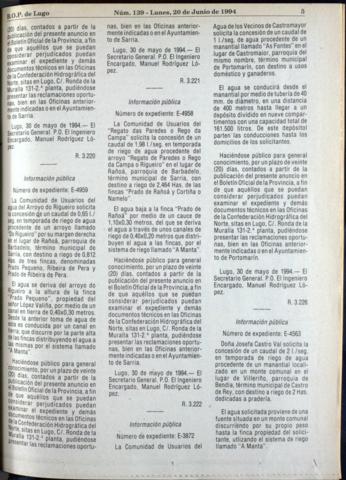 B.O.P. de Lugo
Núm. 139 - Lunes, 20 de Junio de 1994
5
(20) días, contados a partir de la
publicación del presente anuncio en
el Boletín Oficial de la Provincia, a fin
de que aquéllos que se puedan
considerar perjudicados puedan
examinar el expediente y demás
documentos técnicos en las Oficinas
de la Confederación Hidrográfica del
Norte, sitas en Lugo, C/. Ronda de la
Muralla 131-2.ª planta, pudiéndose
presentar las reclamaciones oportu-
nas, bien en las Oficinas anterior-
mente indicadas o en el Ayuntamien-
to de Sarria.
Lugo, 30 de mayo de 1994.— El
Secretario General. P.O. El Ingeniero
Encargado, Manuel Rodríguez Ló-
pez.
R. 3.220
Información pública
Número de expediente: E-4959
La Comunidad de Usuarios del
agua del Arroyo do Rigueiro solicita
la concesión de un caudal de 0,65 l./
seg. en temporada de riego de agua
procedente de un arroyo llamado
"Do Rigueiro" por su margen derecha
en el lugar de Rañoá, parroquia de
Barbadelo, término municipal de
Sarria, con destino a riego de 0,812
Has de tres fincas, denominadas
Prado Pequeno, Ribeira de Pera y
Prado de Ribeira de Pera.
El agua se deriva del arroyo de
Rigueiro a la altura de la finca
"Prado Pequeno", propiedad del
señor López Valiña, por medio de un
canal en tierra de 0,40x0,30 metros.
Desde la anterior toma de agua de
ésta es conducida por un canal en
tierra, que discurre por la parte alta
de las fincas distribuyendo el agua a
las mismas por el sistema llamado
"A Manta".
Haciéndose público para general
conocimiento, por un plazo de veinte
(20) días, contados a partir de la
publicación del presente anuncio en
el Boletín Oficial de la Provincia, a fin
de que aquéllos que se puedan
considerar perjudicados puedan
examinar el expediente y demás
documentos técnicos en las Oficinas
de la Confederación Hidrográfica del
Norte, sitas en Lugo, C/. Ronda de la
Muralla 131-2.ª planta, pudiéndose
presentar las reclamaciones oportu-
nas, bien en las Oficinas anterior-
mente indicadas o en el Ayuntamien-
to de Sarria.
Lugo, 30 de mayo de 1994.— El
Secretario General. P.O. El Ingeniero
Encargado, Manuel Rodríguez Ló-
pez.
R. 3.221
Información pública
Número de expediente: E-4958
La Comunidad de Usuarios del
"Regato das Paredes o Rego da
Campa" solicita la concesión de un
caudal de 1,98 l./seg. en temporada
de riego de agua procedente del
arroyo "Regato de Paredes o Rego
da Campa o Rigueiro" en el lugar de
Rañoá, parroquia de Barbadelo,
término municipal de Sarria, con
destino a riego de 2,464 Has. de las
fincas "Prado de Rañoá y Cortiña o
Namelo".
El agua baja a la finca "Prado de
Rañoá" por medio de un cauce de
1,10x0,30 metros, del que se deriva
el agua a través de unos canales de
riego de 0,40x0,20 metros que distri-
buyen el agua a las fincas, por el
mismo sistema de riego llamado "A Manta".
Haciéndose público para general
conocimiento, por un plazo de veinte
(20) días, contados a partir de la
publicación del presente anuncio en
el Boletín Oficial de la Provincia, a fin
de que aquéllos que se puedan
considerar perjudicados puedan
examinar el expediente y demás
documentos técnicos en las Oficinas
de la Confederación Hidrográfica del
Norte, sitas en Lugo, C/. Ronda de la
Muralla 131-2.ª planta, pudiéndose
presentar las reclamaciones oportu-
nas, bien en las Oficinas anterior-
mente indicadas o en el Ayuntamien-
to de Sarria.
Lugo, 30 de mayo de 1994.— El
Secretario General. P.O. El Ingeniero
Encargado, Manuel Rodríguez Ló-
pez.
R. 3.222
Información pública
Número de expediente: E-3872
La Comunidad de Usuarios del
Agua de los Vecinos de Castromayor
solicita la concesión de un caudal de
1 l./seg. de agua procedente de un
manantial llamado "As Fontes" en el
lugar de Castromaior, parroquia del
mismo nombre, término municipal
de Portomarín, con destino a usos
doméstico y ganaderos.
El agua se conducirá desde el
manantial por medio de tubería de 40
mm. de diámetro, en una distancia
de 400 metros hasta llegar a un
depósito dividido en nueve compar-
timentos con una capacidad total de
161.500 litros. De este depósito
parten las conducciones hasta los
domicilios de los solicitantes.
Haciéndose público para general
conocimiento, por un plazo de veinte
(20) días, contados a partir de la
publicación del presente anuncio en
el Boletín Oficial de la Provincia, a fin
de que aquéllos que se puedan
considerar perjudicados puedan
examinar el expediente y demás
documentos técnicos en las Oficinas
de la Confederación Hidrográfica del
Norte, sitas en Lugo, C/. Ronda de la
Muralla 131-2.ª planta, pudiéndose
presentar las reclamaciones oportu-
nas, bien en las Oficinas anterior-
mente indicadas o en el Ayuntamien-
to de Portomarín.
Lugo, 30 de mayo de 1994.— El
Secretario General. P.O. El Ingeniero
Encargado, Manuel Rodríguez Ló-
pez.
R. 3.226
Información pública
Número de expediente: E-4563
Doña Josefa Castro Val solicita la
concesión de un caudal de 2 l./seg.
en temporada de riego de agua
procedente de un manantial locali-
zado en un monte comunal en el
lugar de Villeriño, parroquia de
Berdia, término municipal de Castro
de Rey, con destino a riego de 2 Has.
dedicadas a pradería.
El agua solicitada proviene de una
fuente situada en un monte comunal
discurriendo por su propio peso
hasta la finca propiedad del solici-
tante, utilizando el sistema de riego
llamado "A Manta".